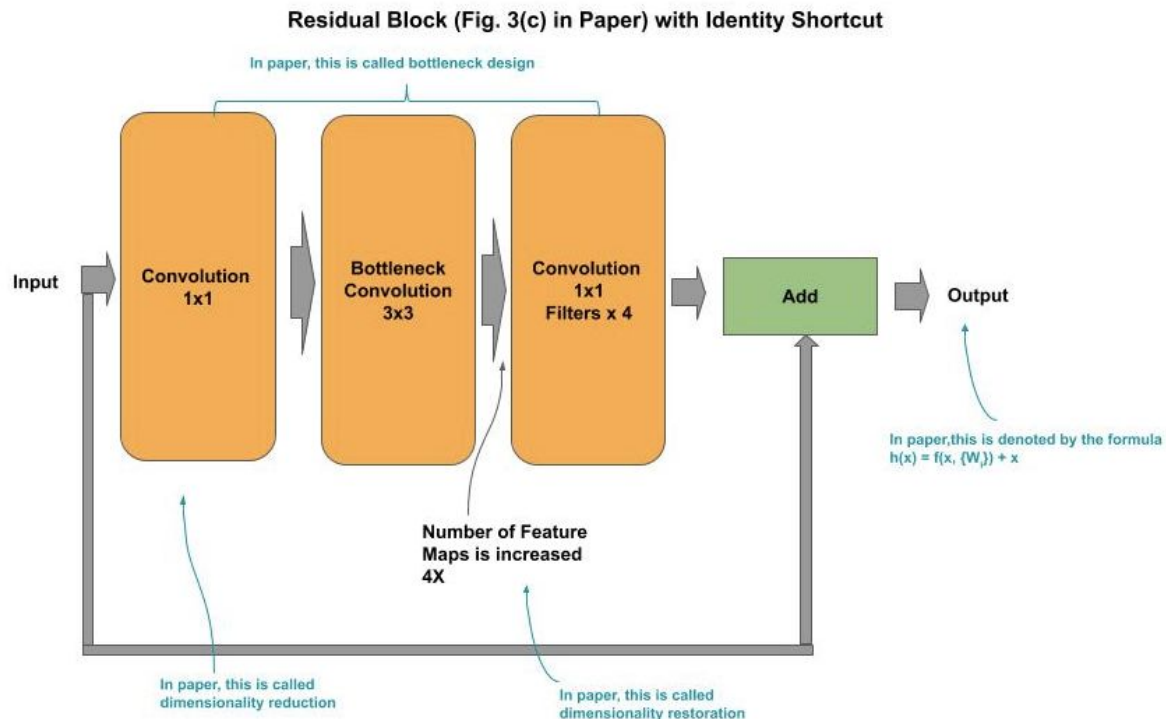 Residual Block (Fig. 3(c) in Paper) with Identity Shortcut
In paper, this is called bottleneck design
Input
Convolution
1x1
Bottleneck
Convolution
3x3
Convolution
1x1
Filters x 4
Add
Output
In paper,this is denoted by the formula
h(x) = f(x, {Wᵢ}) + x
Number of Feature
Maps is increased
4X
In paper, this is called
dimensionality reduction
In paper, this is called
dimensionality restoration